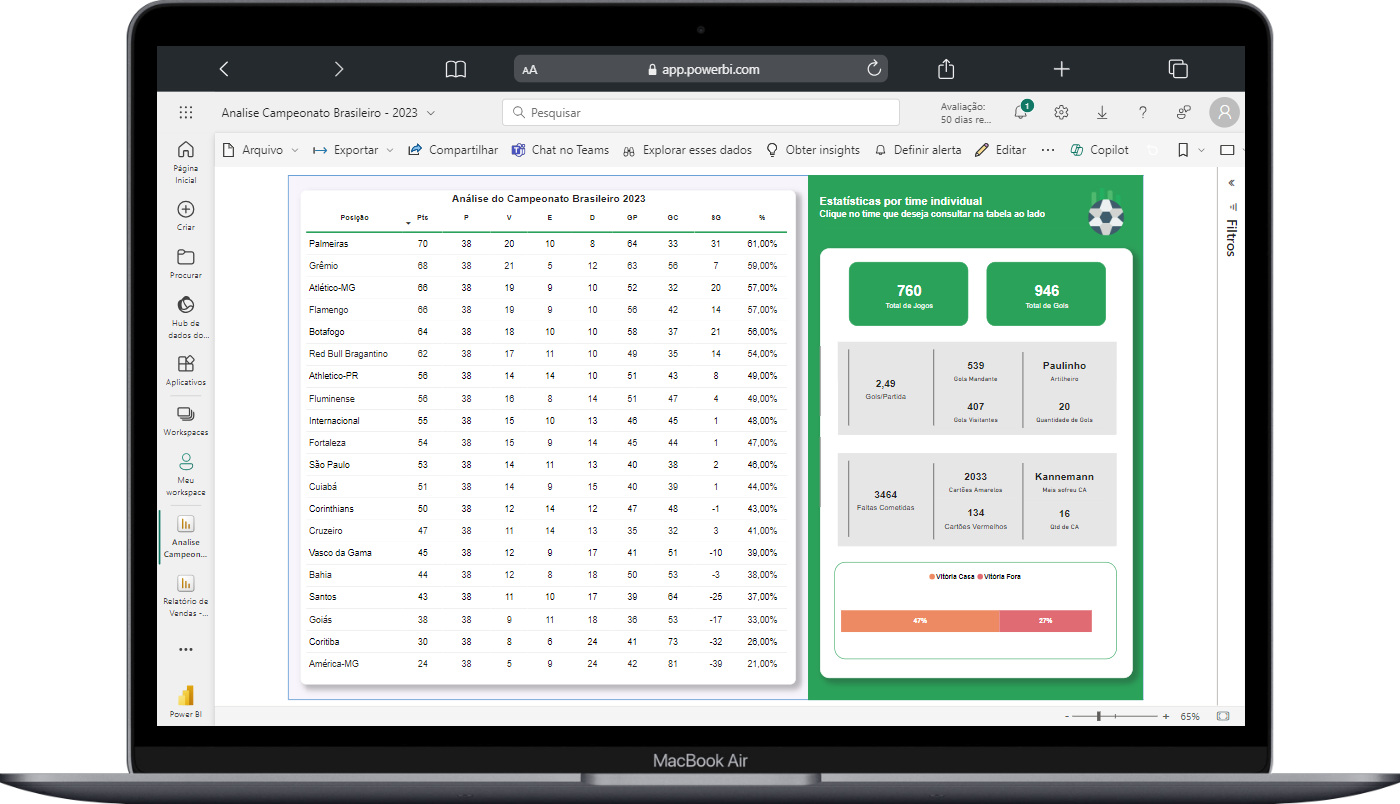 AA app.powerbi.com
Analise Campeonato Brasileiro - 2023
Pesquisar
Avaliação:
50 dias re...
1
Arquivo Exportar Compartilhar Chat no Teams Explorar esses dados Obter insights Definir alerta Editar ... Copilot
Página
Inicial
Criar
Procurar
Hub de
dados do...
Aplicativos
Workspaces
Meu
workspace
Analise
Campeon...
Relatório de
Vendas -...
Power BI
Análise do Campeonato Brasileiro 2023
Posição Pts P V E D GP GC SG %
Palmeiras 70 38 20 10 8 64 33 31 61,00%
Grêmio 68 38 21 5 12 63 56 7 59,00%
Atlético-MG 66 38 19 9 10 52 32 20 57,00%
Flamengo 66 38 19 9 10 56 42 14 57,00%
Botafogo 64 38 18 10 10 58 37 21 56,00%
Red Bull Bragantino 62 38 17 11 10 49 35 14 54,00%
Athletico-PR 56 38 14 14 10 51 43 8 49,00%
Fluminense 56 38 16 8 14 51 47 4 49,00%
Internacional 55 38 15 10 13 46 45 1 48,00%
Fortaleza 54 38 15 9 14 45 44 1 47,00%
São Paulo 53 38 14 11 13 40 38 2 46,00%
Cuiabá 51 38 14 9 15 40 39 1 44,00%
Corinthians 50 38 12 14 12 47 48 -1 43,00%
Cruzeiro 47 38 11 14 13 35 32 3 41,00%
Vasco da Gama 45 38 12 9 17 41 51 -10 39,00%
Bahia 44 38 12 8 18 50 53 -3 38,00%
Santos 43 38 11 10 17 39 64 -25 37,00%
Goiás 38 38 9 11 18 36 53 -17 33,00%
Coritiba 30 38 8 6 24 41 73 -32 26,00%
América-MG 24 38 5 9 24 42 81 -39 21,00%
Estatísticas por time individual
Clique no time que deseja consultar na tabela ao lado
760
Total de Jogos
946
Total de Gols
2,49
Gols/Partida
539
Gols Mandante
407
Gols Visitantes
Paulinho
Artilheiro
20
Quantidade de Gols
3464
Faltas Cometidas
2033
Cartões Amarelos
134
Cartões Vermelhos
Kannemann
Mais sofreu CA
16
Qtd de CA
Vitória Casa Vitória Fora
47% 27%
Filtros
- + 65%
MacBook Air